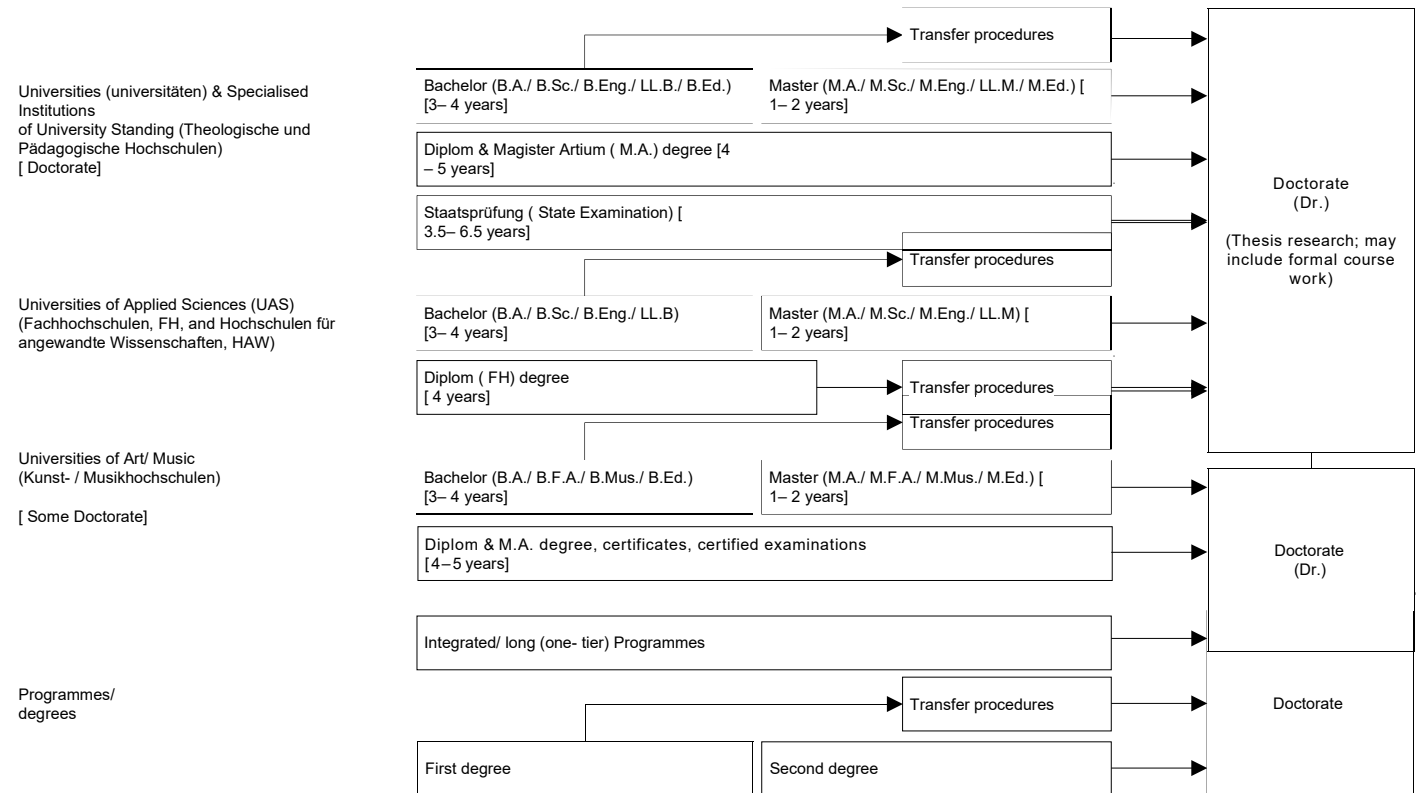 Transfer procedures
Universities (universitäten) & Specialised
Institutions
of University Standing (Theologische und
Pädagogische Hochschulen)
[ Doctorate]
Bachelor (B.A./ B.Sc./ B.Eng./ LL.B./ B.Ed.)
[3– 4 years]
Master (M.A./ M.Sc./ M.Eng./ LL.M./ M.Ed.) [
1– 2 years]
Diplom & Magister Artium ( M.A.) degree [4
– 5 years]
Staatsprüfung ( State Examination) [
3.5– 6.5 years]
Doctorate
(Dr.)
(Thesis research; may
include formal course
work)
Transfer procedures
Universities of Applied Sciences (UAS)
(Fachhochschulen, FH, and Hochschulen für
angewandte Wissenschaften, HAW)
Bachelor (B.A./ B.Sc./ B.Eng./ LL.B)
[3– 4 years]
Master (M.A./ M.Sc./ M.Eng./ LL.M) [
1– 2 years]
Diplom ( FH) degree
[ 4 years]
Transfer procedures
Transfer procedures
Universities of Art/ Music
(Kunst- / Musikhochschulen)
[ Some Doctorate]
Bachelor (B.A./ B.F.A./ B.Mus./ B.Ed.)
[3– 4 years]
Master (M.A./ M.F.A./ M.Mus./ M.Ed.) [
1– 2 years]
Diplom & M.A. degree, certificates, certified examinations
[4–5 years]
Doctorate
(Dr.)
Integrated/ long (one- tier) Programmes
Programmes/
degrees
Transfer procedures
Doctorate
First degree
Second degree